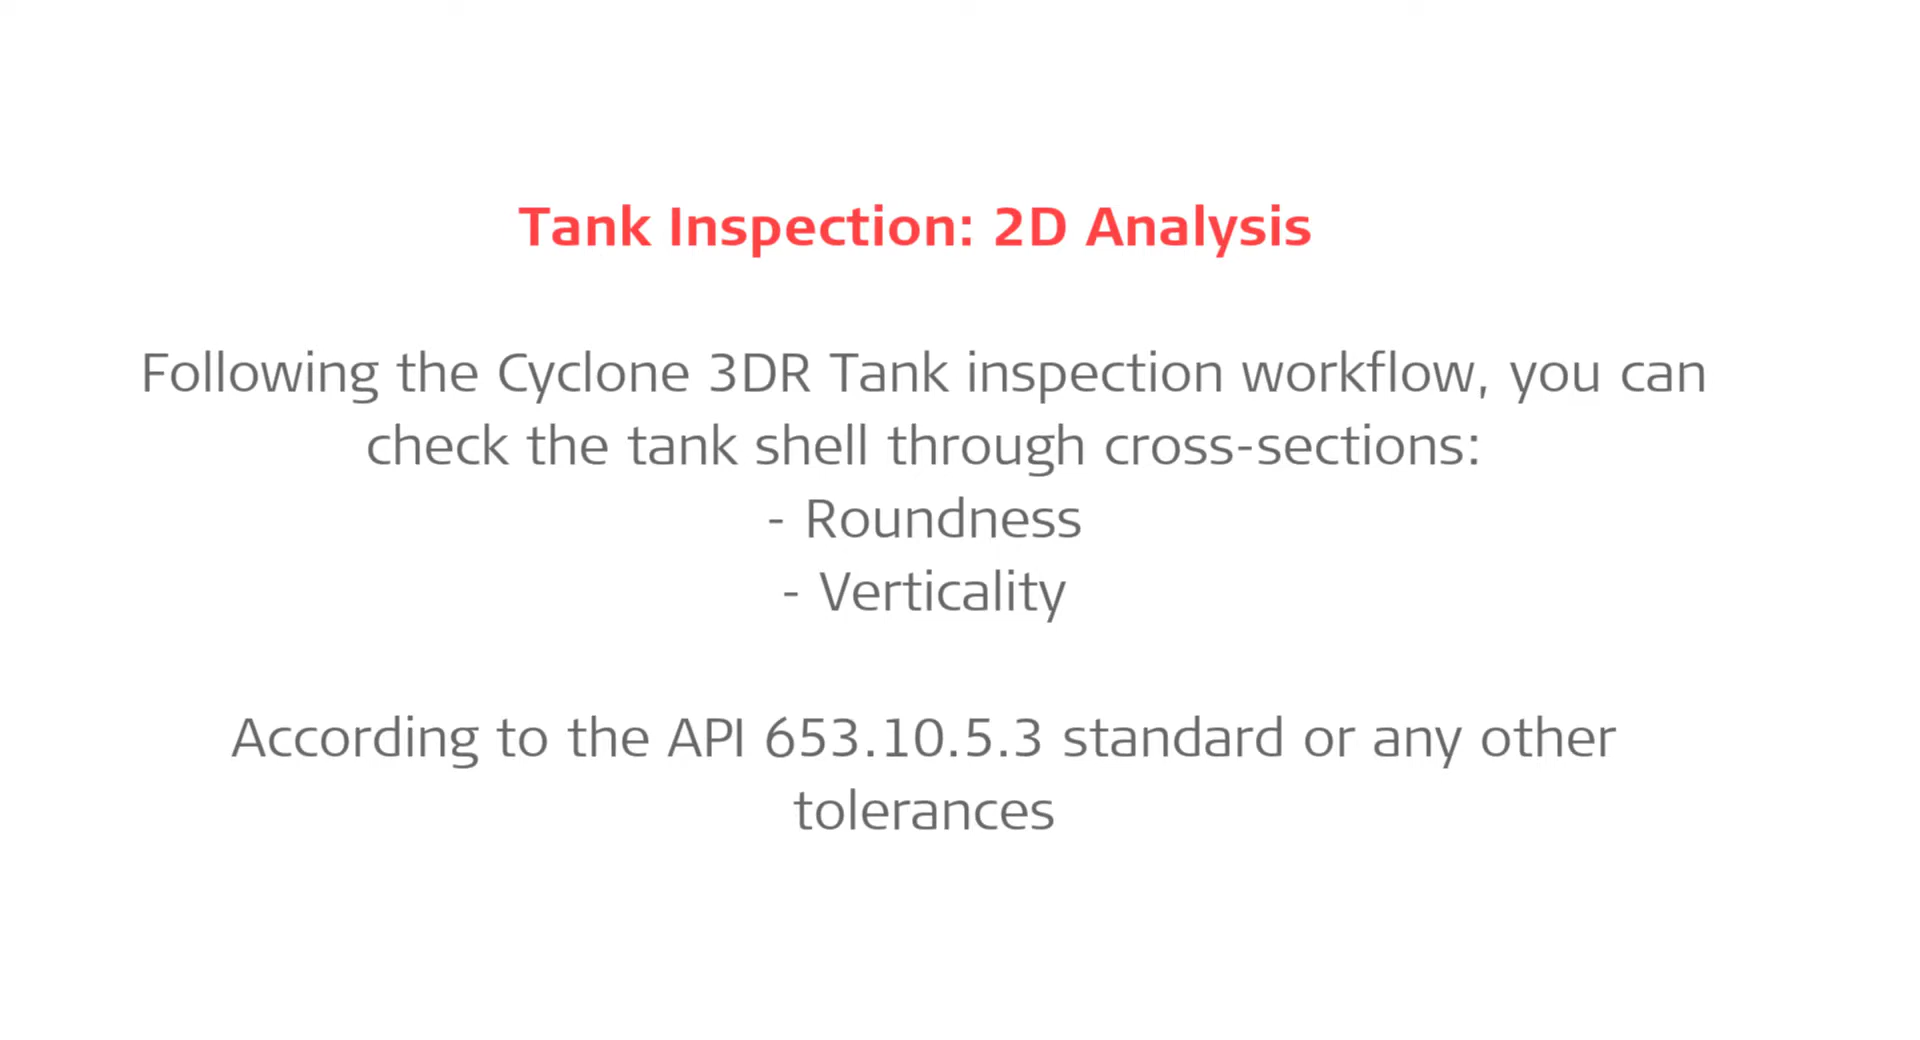 Tank Inspection: 2D Analysis
Following the Cyclone 3DR Tank inspection workflow, you can
check the tank shell through cross-sections:
- Roundness
- Verticality
According to the API 653.10.5.3 standard or any other
tolerances